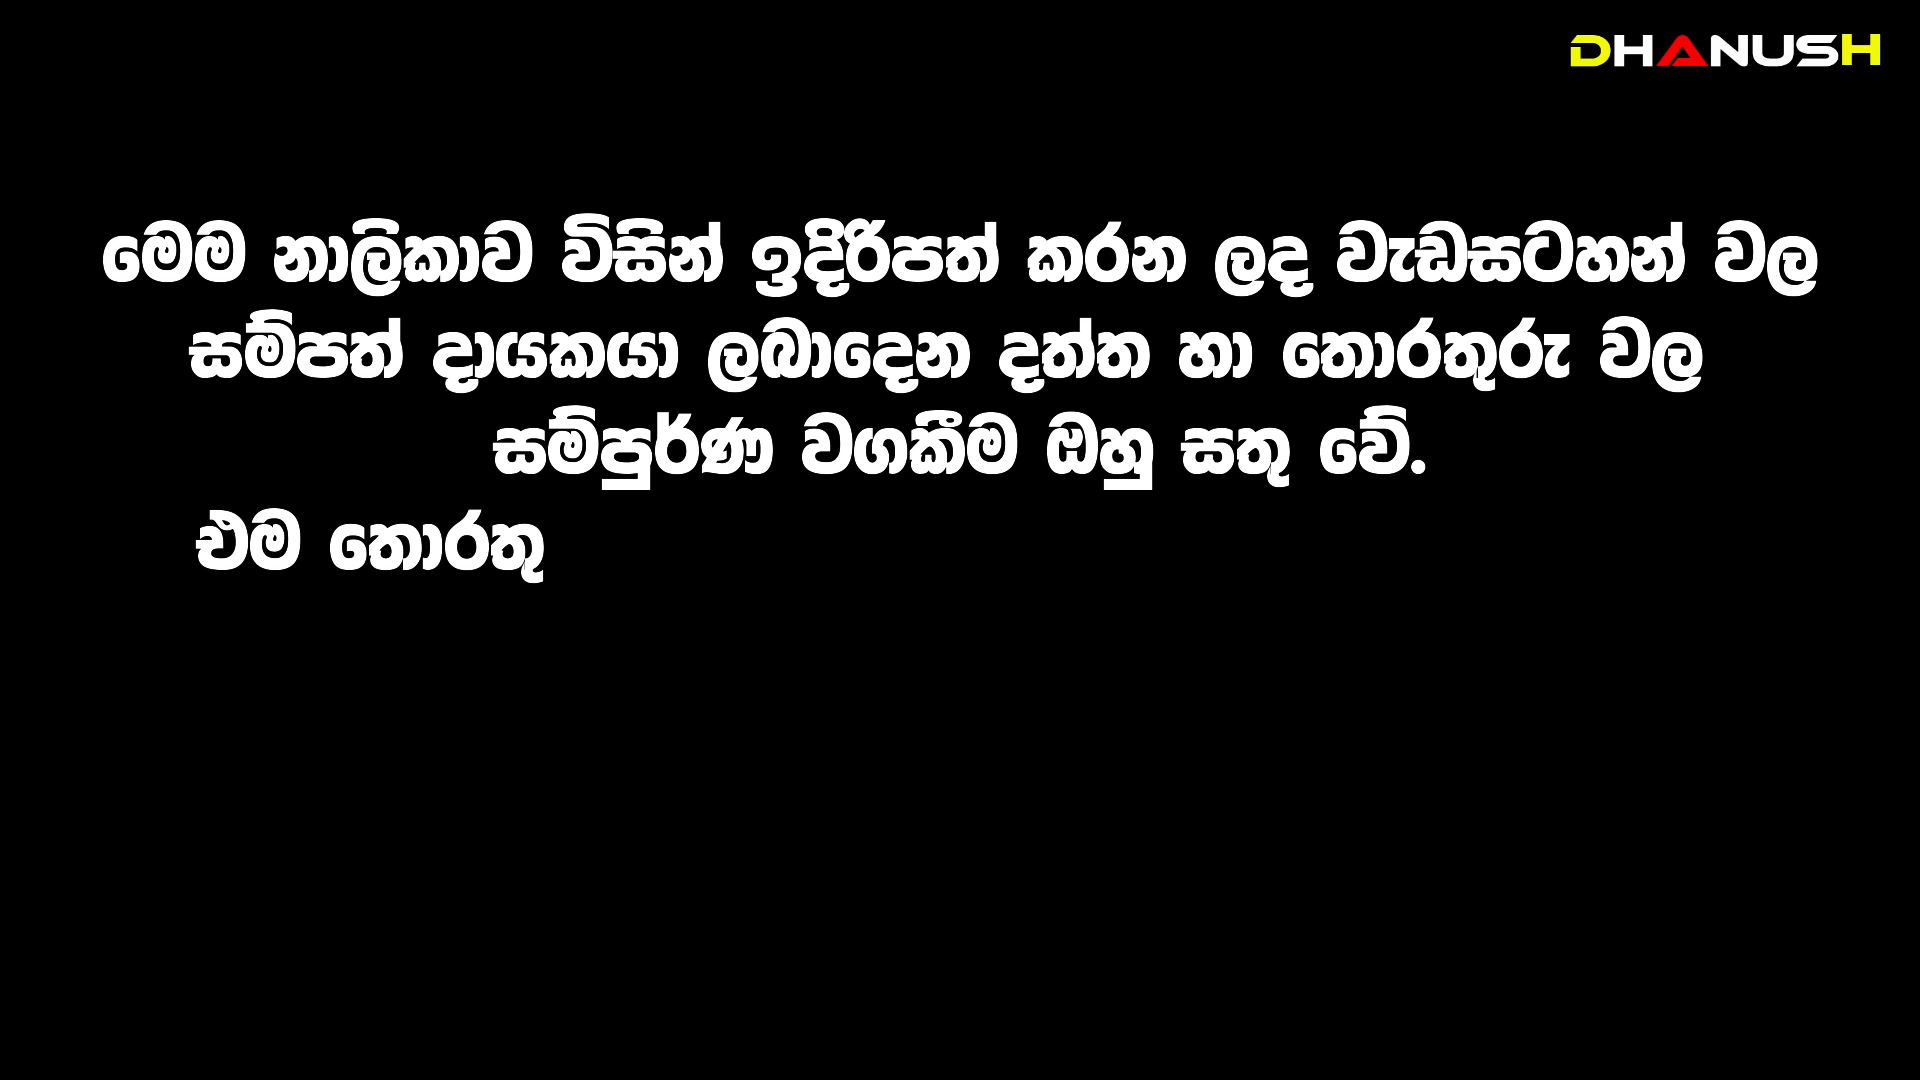 DHANUSH
මෙම නාලිකාව විසින් ඉදිරිපත් කරන ලද වැඩසටහන් වල
සම්පත් දායකයා ලබාදෙන දත්ත හා තොරතුරු වල
සම්පුර්ණ වගකීම ඔහු සතු වේ.
එම තොරතු